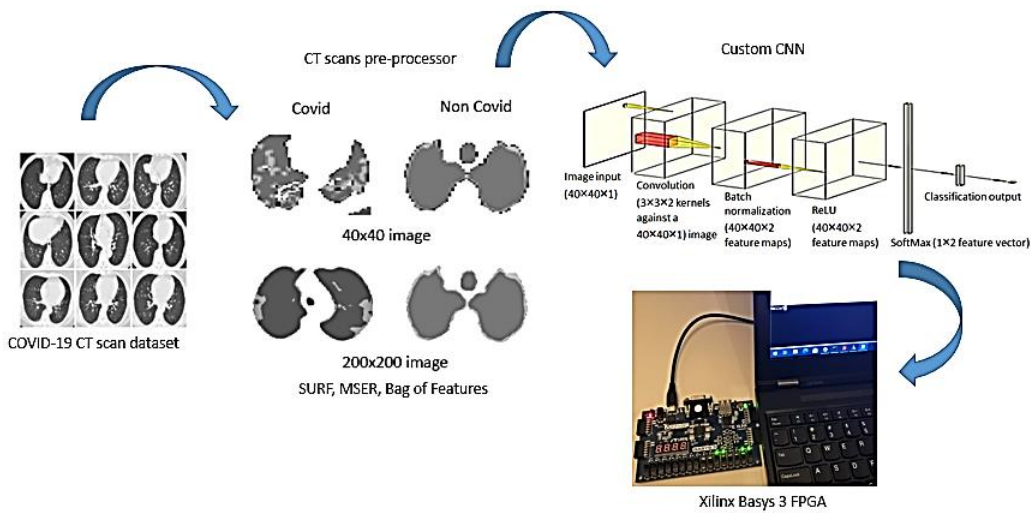 CT scans pre-processor
Custom CNN
Covid
Non Covid
Image input
(40×40×1)
Convolution
(3×3×2 kernels
against a
40×40×1) image
Batch
normalization
(40×40×2
feature maps)
ReLU
(40×40×2
feature maps)
Classification output
SoftMax (1×2 feature vector)
40x40 image
COVID-19 CT scan dataset
200x200 image
SURF, MSER, Bag of Features
Xilinx Basys 3 FPGA